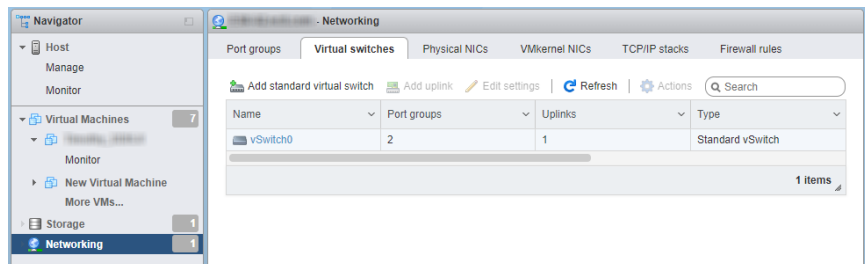 Navigator
- Networking
Host
Manage
Monitor
Virtual Machines 7
Monitor
New Virtual Machine
More VMs...
Storage 1
Networking 1
Port groups Virtual switches Physical NICs VMkernel NICs TCP/IP stacks Firewall rules
Add standard virtual switch Add uplink Edit settings Refresh Actions Search
Name Port groups Uplinks Type
vSwitch0 2 1 Standard vSwitch
1 items